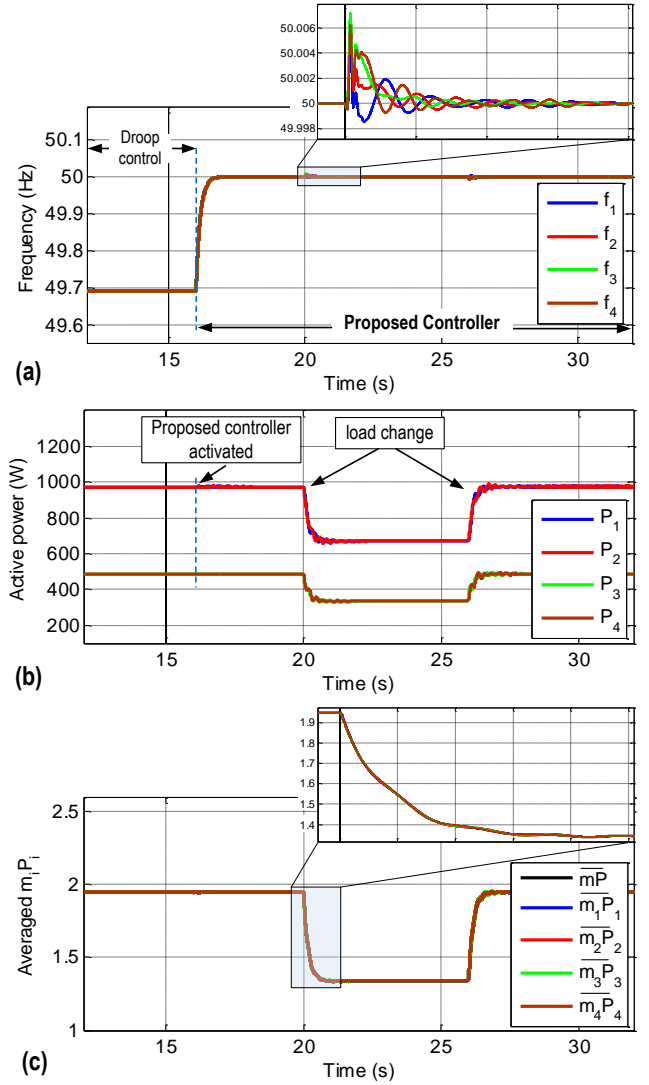 50.006
50.004
50.002
50
49.998
50.1
50
49.9
49.8
49.7
49.6
Frequency (Hz)
Droop
control
f1
f2
f3
f4
Proposed Controller
15 20 25 30
Time (s)
(a)
Proposed controller
activated
load change
1000
800
600
400
200
Active power (W)
P1
P2
P3
P4
15 20 25 30
Time (s)
(b)
1.9
1.8
1.7
1.6
1.5
1.4
2.5
2
1.5
1
Averaged miPi
mP
m1P1
m2P2
m3P3
m4P4
15 20 25 30
Time (s)
(c)